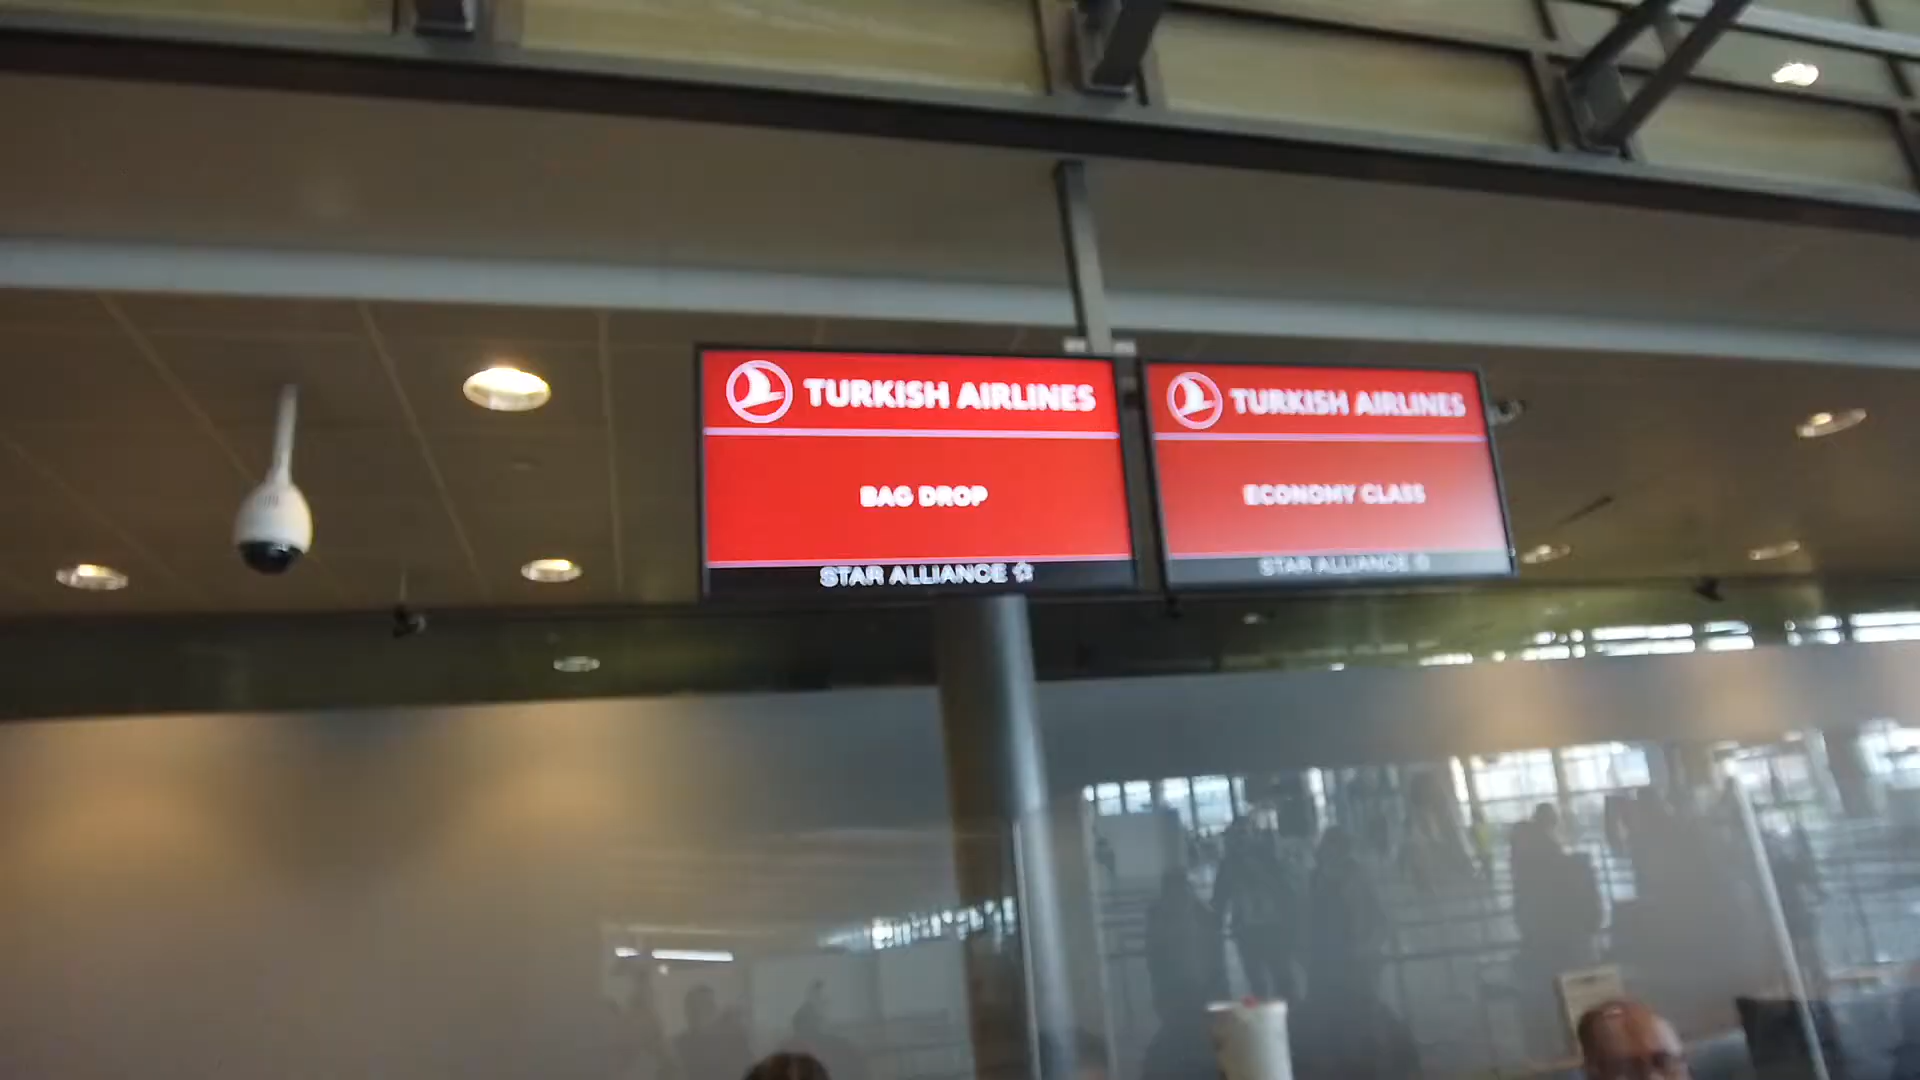 TURKISH AIRLINES
BAG DROP
STAR ALLIANCE
TURKISH AIRLINES
ECONOMY CLASS
STAR ALLIANCE